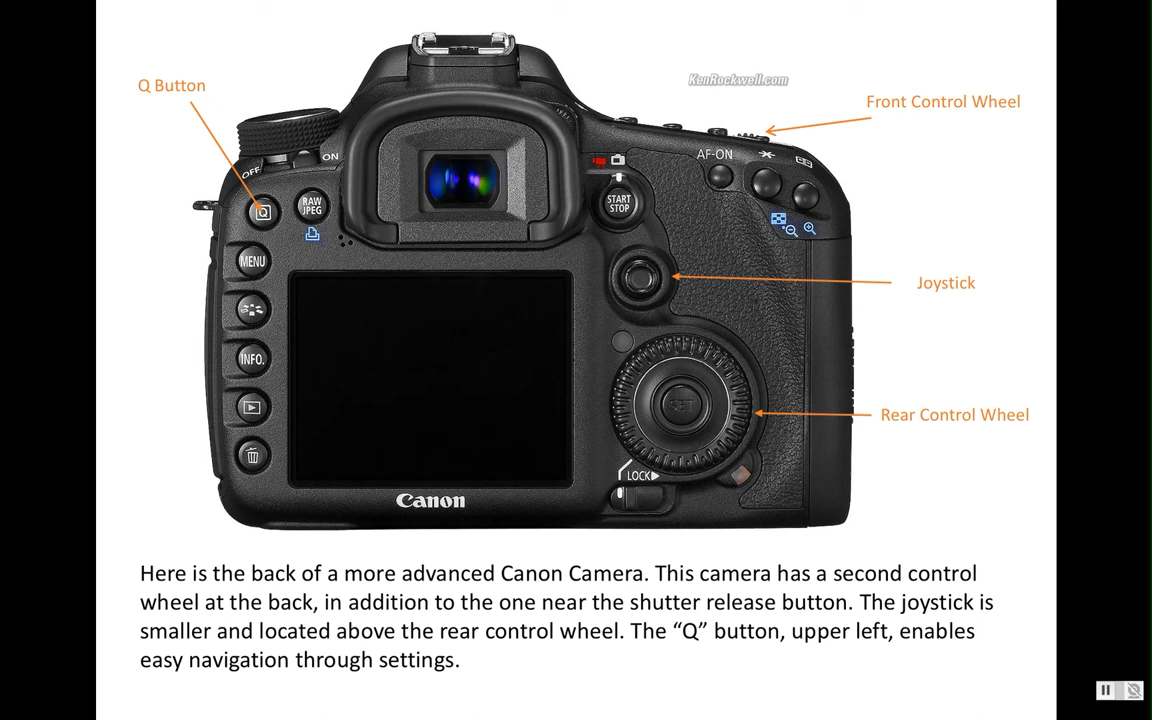 KenRockwell.com
Q Button
Front Control Wheel
OFF
ON
AF-ON
Q
RAW
JPEG
START
STOP
MENU
Joystick
INFO.
SET
Rear Control Wheel
LOCK
Canon
Here is the back of a more advanced Canon Camera. This camera has a second control
wheel at the back, in addition to the one near the shutter release button. The joystick is
smaller and located above the rear control wheel. The “Q” button, upper left, enables
easy navigation through settings.